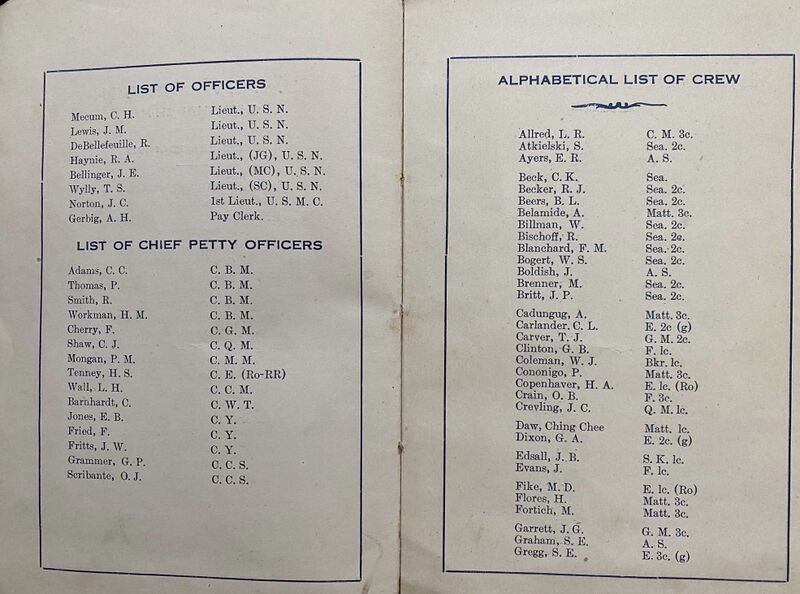 LIST OF OFFICERS
Mecum, C. H. Lieut., U. S. N.
Lewis, J. M. Lieut., U. S. N.
DeBellefeuille, R. Lieut., U. S. N.
Haynie, R. A. Lieut., (JG), U. S. N.
Bellinger, J. E. Lieut., (MC), U. S. N.
Wylly, T. S. Lieut., (SC), U. S. N.
Norton, J. C. 1st Lieut., U. S. M. C.
Gerbig, A. H. Pay Clerk.
LIST OF CHIEF PETTY OFFICERS
Adams, C. C. C. B. M.
Thomas, P. C. B. M.
Smith, R. C. B. M.
Workman, H. M. C. B. M.
Cherry, F. C. G. M.
Shaw, C. J. C. Q. M.
Mongan, P. M. C. M. M.
Tenney, H. S. C. E. (Ro-RR)
Wall, L. H. C. C. M.
Barnhardt, C. C. W. T.
Jones, E. B. C. Y.
Fried, F. C. Y.
Fritts, J. W. C. Y.
Grammer, G. P. C. C. S.
Scribante, O. J. C. C. S.
ALPHABETICAL LIST OF CREW
Allred, L. R. C. M. 3c.
Atkielski, S. Sea. 2c.
Ayers, E. R. A. S.
Beck, C. K. Sea.
Becker, R. J. Sea. 2c.
Beers, B. L. Sea. 2c.
Belamide, A. Matt. 3c.
Billman, W. Sea. 2c.
Bischoff, R. Sea. 2c.
Blanchard, F. M. Sea. 2c.
Bogert, W. S. Sea. 2c.
Boldish, J. A. S.
Brenner, M. Sea. 2c.
Britt, J. P. Sea. 2c.
Cadungug, A. Matt. 3c.
Carlander. C. L. E. 2c (g)
Carver, T. J. G. M. 2c.
Clinton, G. B. F. 1c.
Coleman, W. J. Bkr. 1c.
Cononigo, P. Matt. 3c.
Copenhaver, H. A. E. 1c. (Ro)
Crain, O. B. F. 3c.
Crevling, J. C. Q. M. 1c.
Daw, Ching Chee Matt. 1c.
Dixon, G. A. E. 2c. (g)
Edsall, J. B. S. K. 1c.
Evans, J. F. 1c.
Fike, M. D. E. 1c. (Ro)
Flores, H. Matt. 3c.
Fortich, M. Matt. 3c.
Garrett, J. G. G. M. 3c.
Graham, S. E. A. S.
Gregg, S. E. E. 3c. (g)